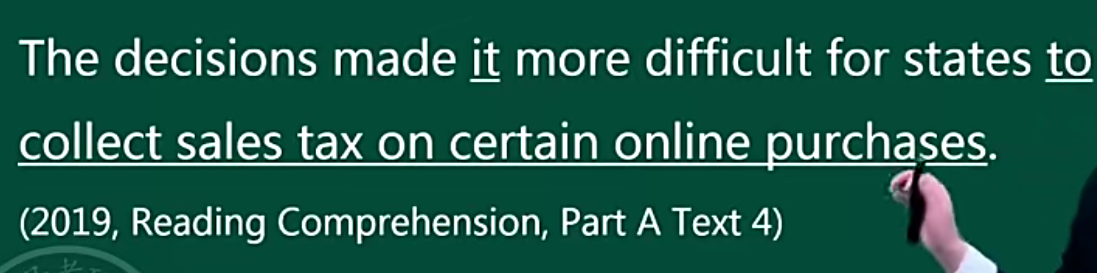 The decisions made it more difficult for states to
collect sales tax on certain online purchases.
(2019, Reading Comprehension, Part A Text 4)